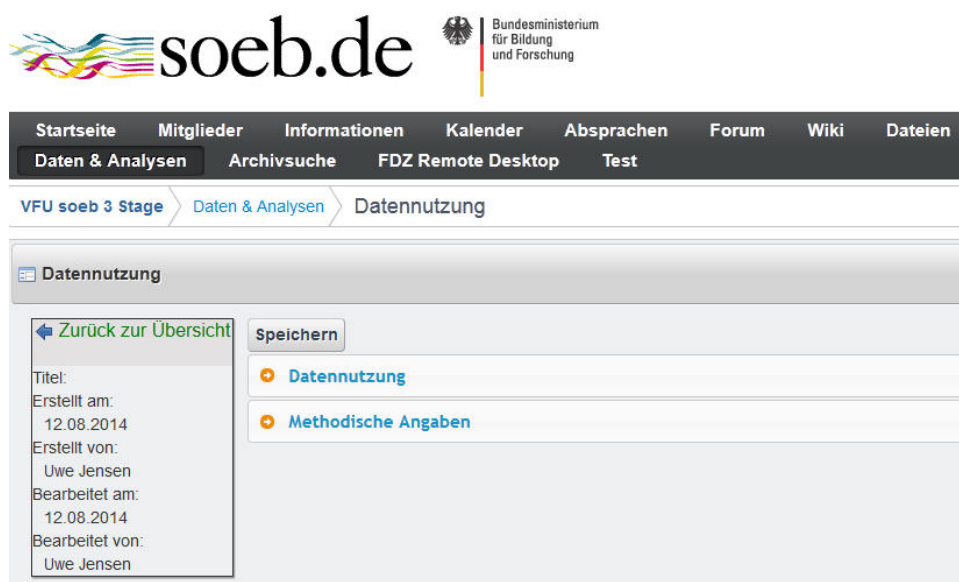 soeb.de
Bundesministerium
für Bildung
und Forschung
Startseite Mitglieder Informationen Kalender Absprachen Forum Wiki Dateien
Daten & Analysen Archivsuche FDZ Remote Desktop Test
VFU soeb 3 Stage Daten & Analysen Datennutzung
Datennutzung
Zurück zur Übersicht
Titel:
Erstellt am:
12.08.2014
Erstellt von:
Uwe Jensen
Bearbeitet am:
12.08.2014
Bearbeitet von:
Uwe Jensen
Speichern
Datennutzung
Methodische Angaben